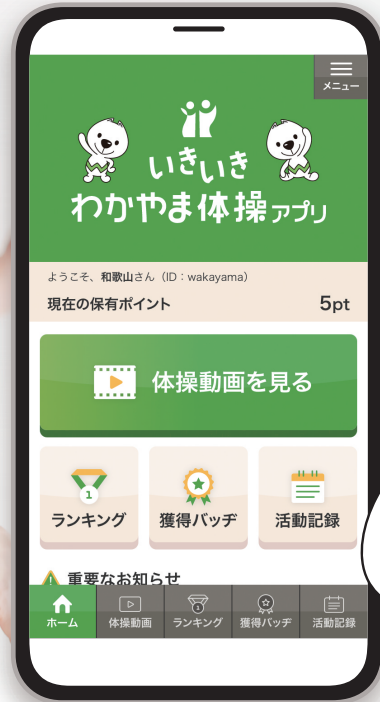 メニュー
いきいき
わかやま体操アプリ
ようこそ、和歌山さん（ID：wakayama）
現在の保有ポイント 5pt
体操動画を見る
1
ランキング 獲得バッヂ 活動記録
重要なお知らせ
ホーム 体操動画 ランキング 獲得バッヂ 活動記録